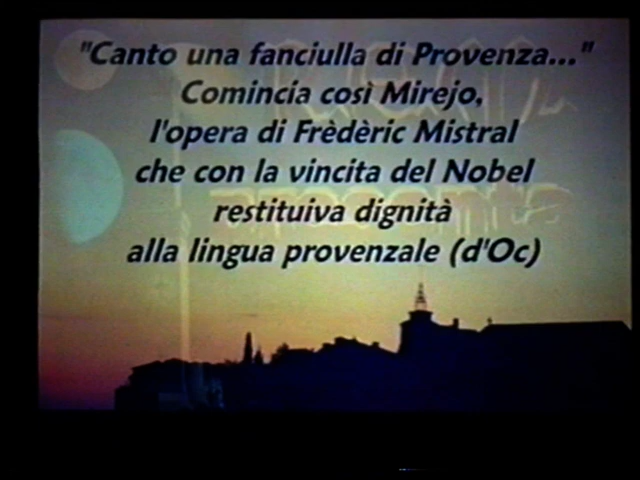 "Canto una fanciulla di Provenza..."
Comincia così Mirejo,
l'opera di Frèdèric Mistral
che con la vincita del Nobel
restituiva dignità
alla lingua provenzale (d'Oc)